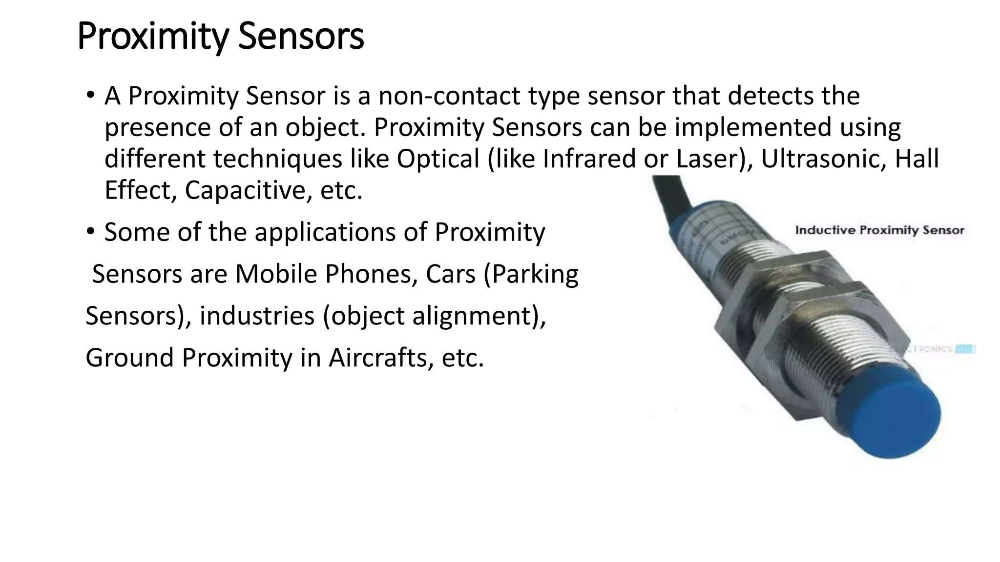 Proximity Sensors
• A Proximity Sensor is a non-contact type sensor that detects the
presence of an object. Proximity Sensors can be implemented using
different techniques like Optical (like Infrared or Laser), Ultrasonic, Hall
Effect, Capacitive, etc.
• Some of the applications of Proximity
Sensors are Mobile Phones, Cars (Parking
Sensors), industries (object alignment),
Ground Proximity in Aircrafts, etc.
Inductive Proximity Sensor